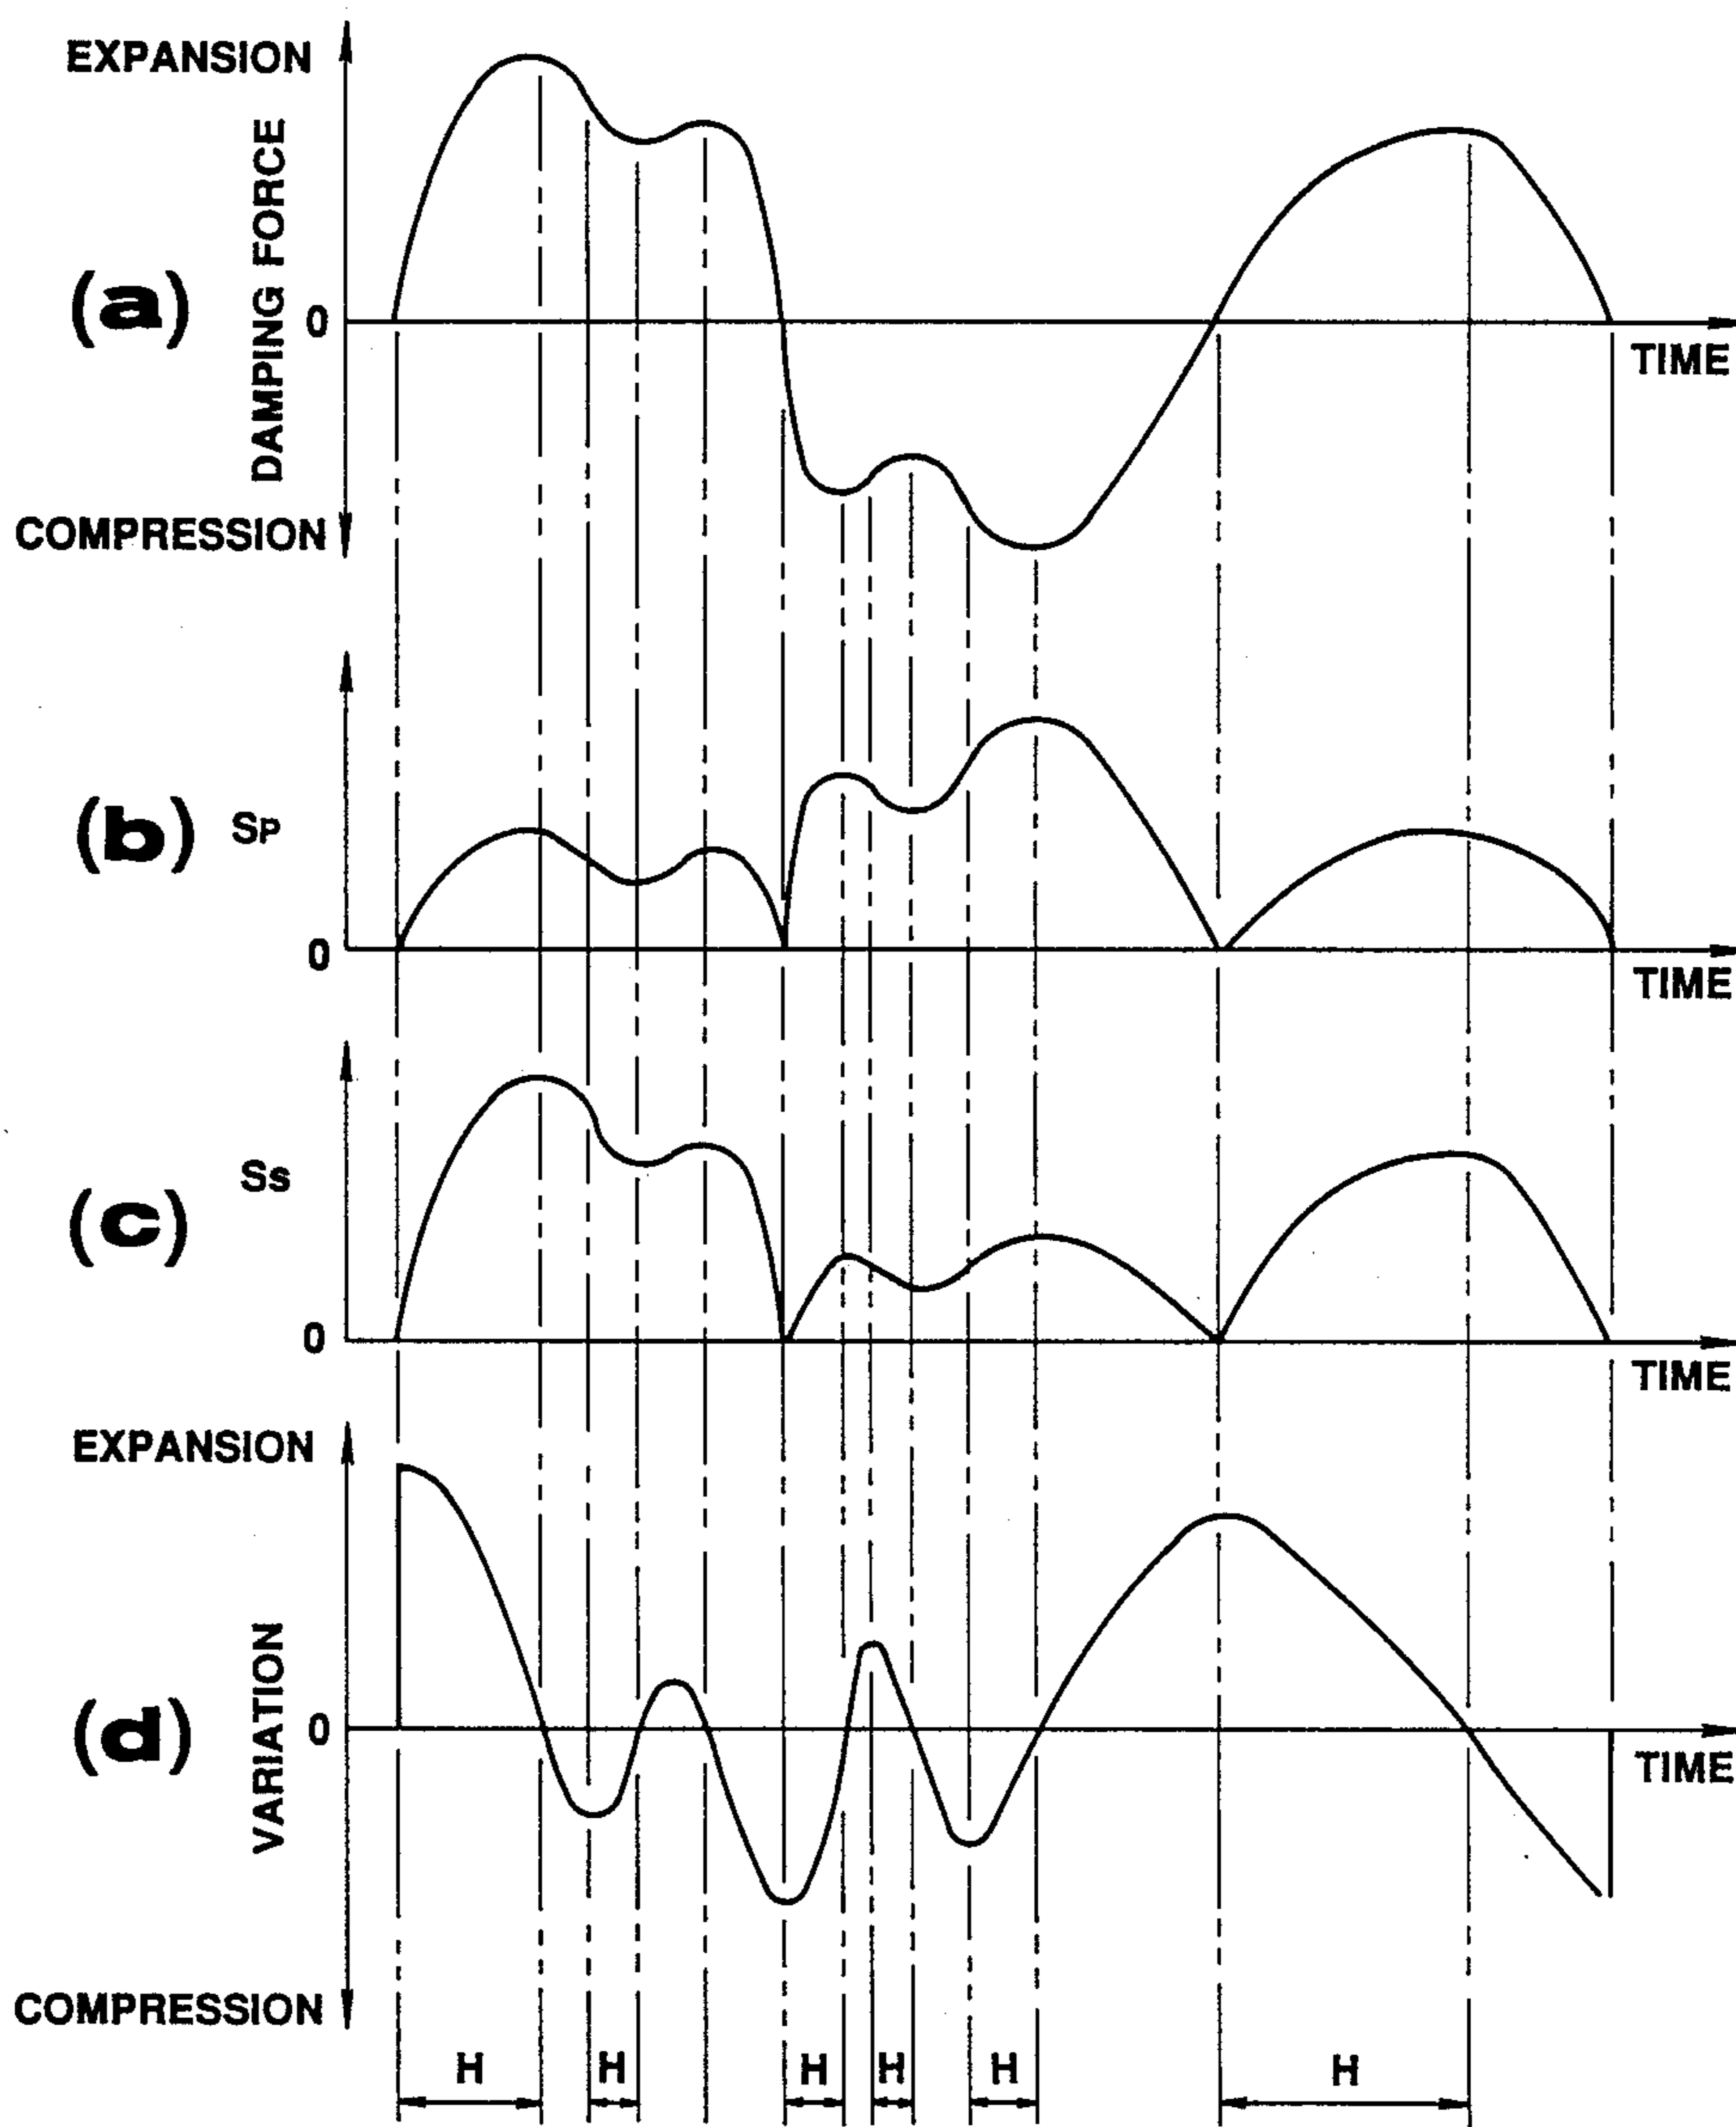 EXPANSION
DAMPING FORCE
(a)
0
TIME
COMPRESSION
(b)
Sp
0
TIME
Ss
(c)
0
TIME
EXPANSION
VARIATION
(d)
0
TIME
COMPRESSION
H H H H H H